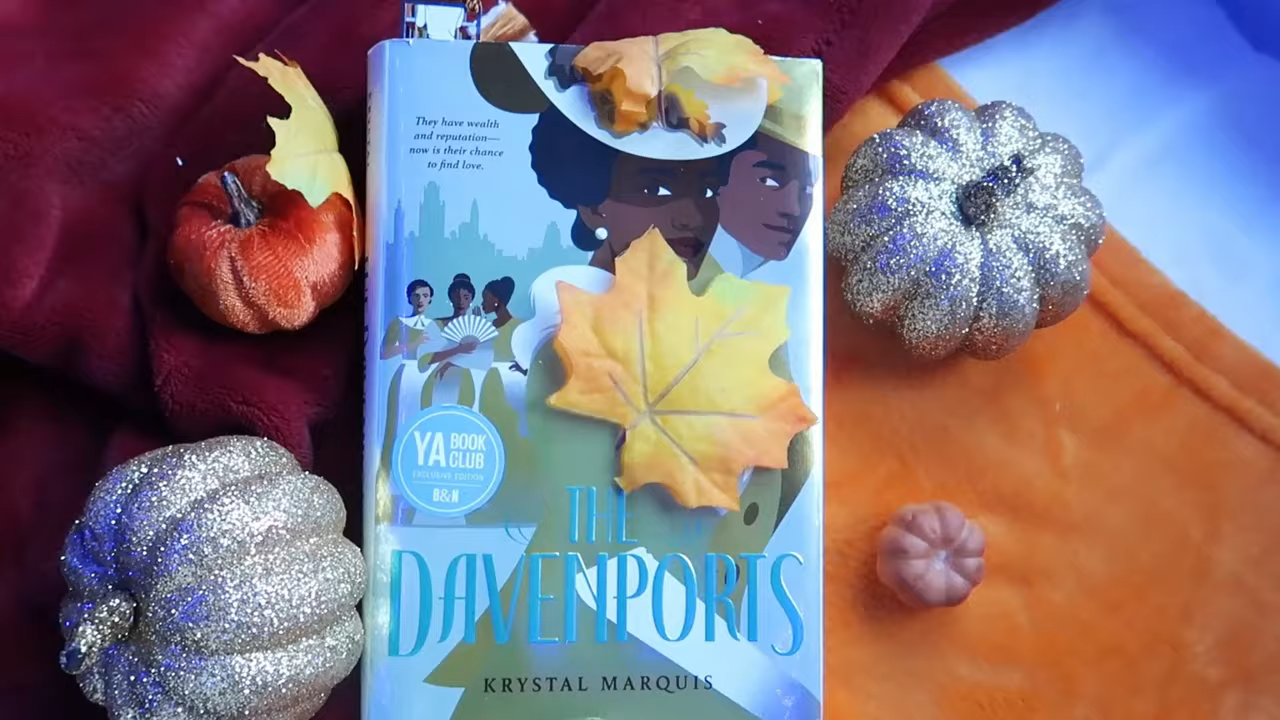 They have wealth
and reputation—
now is their chance
to find love.
YA BOOK
CLUB
EXCLUSIVE EDITION
B&N
THE
DAVENPORTS
KRYSTAL MARQUIS